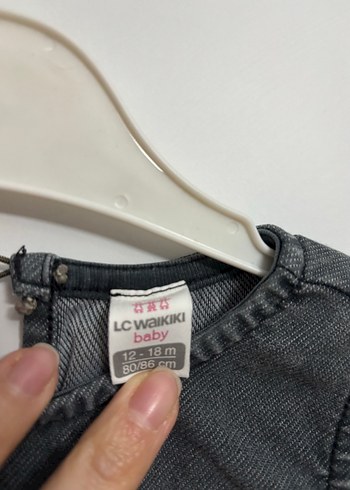 LC WAIKIKI
baby
12 - 18 m
80/86 cm